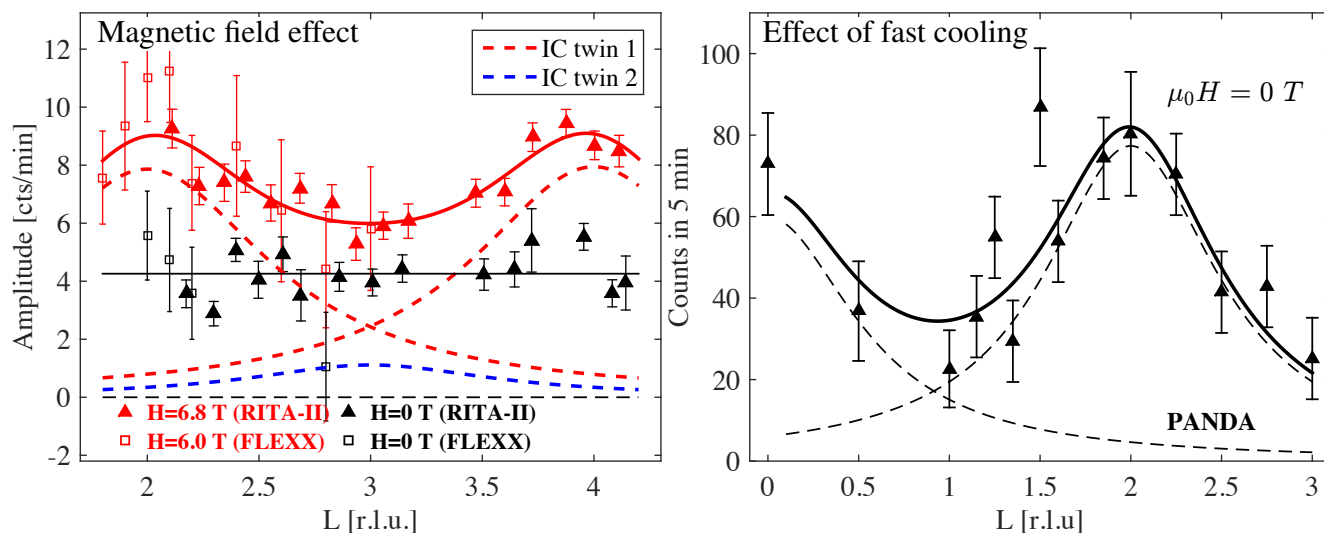 Magnetic field effect
IC twin 1
IC twin 2
12
10
8
6
4
2
0
-2
Amplitude [cts/min]
H=6.8 T (RITA-II)
H=0 T (RITA-II)
H=6.0 T (FLEXX)
H=0 T (FLEXX)
2
2.5
3
3.5
4
L [r.l.u.]
Effect of fast cooling
μ₀H = 0 T
100
80
60
40
20
0
Counts in 5 min
PANDA
0
0.5
1
1.5
2
2.5
3
L [r.l.u]